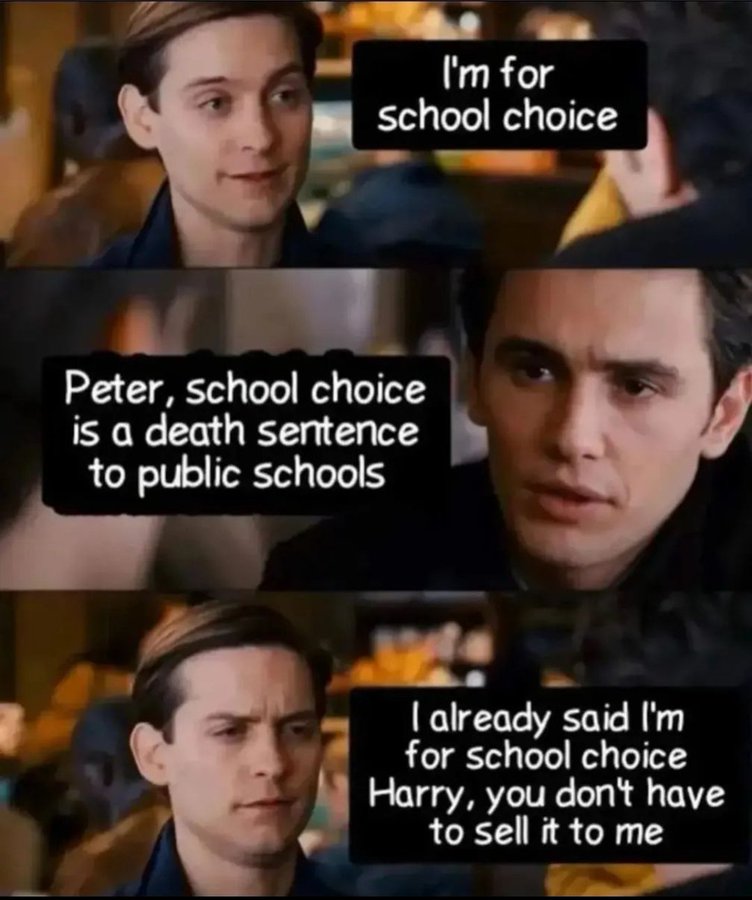 I'm for
school choice
Peter, school choice
is a death sentence
to public schools
I already said I'm
for school choice
Harry, you don't have
to sell it to me